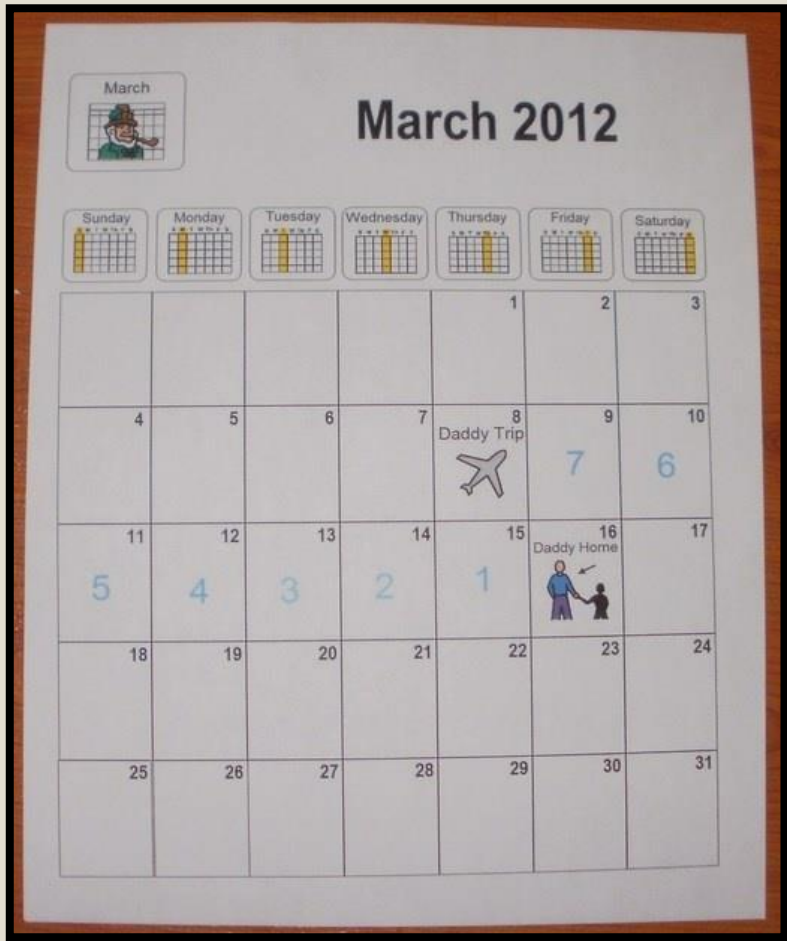 March
March 2012
Sunday Monday Tuesday Wednesday Thursday Friday Saturday
1 2 3
4 5 6 7 8 9 10
Daddy Trip
7 6
11 12 13 14 15 16 17
Daddy Home
5 4 3 2 1
18 19 20 21 22 23 24
25 26 27 28 29 30 31